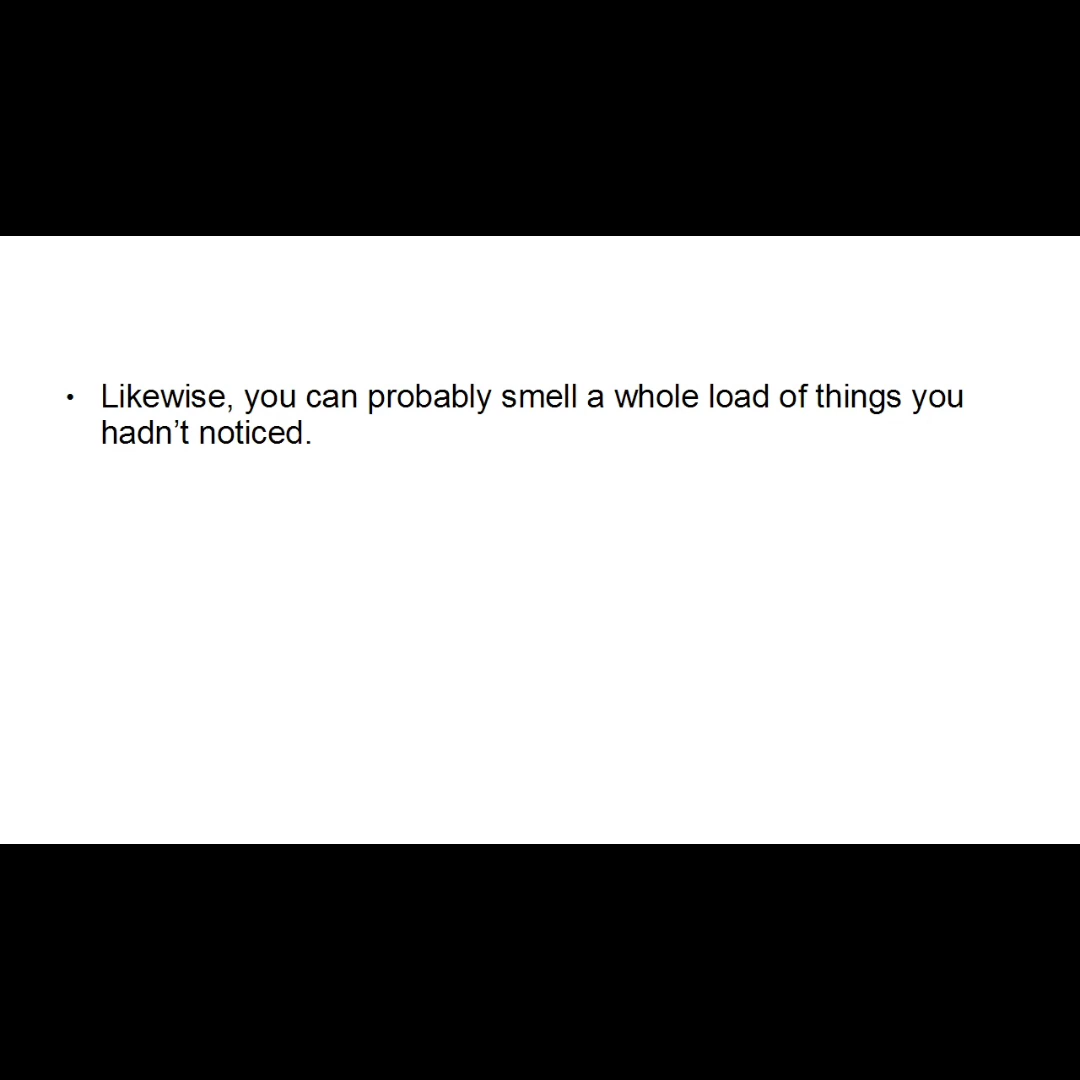 • Likewise, you can probably smell a whole load of things you
hadn’t noticed.